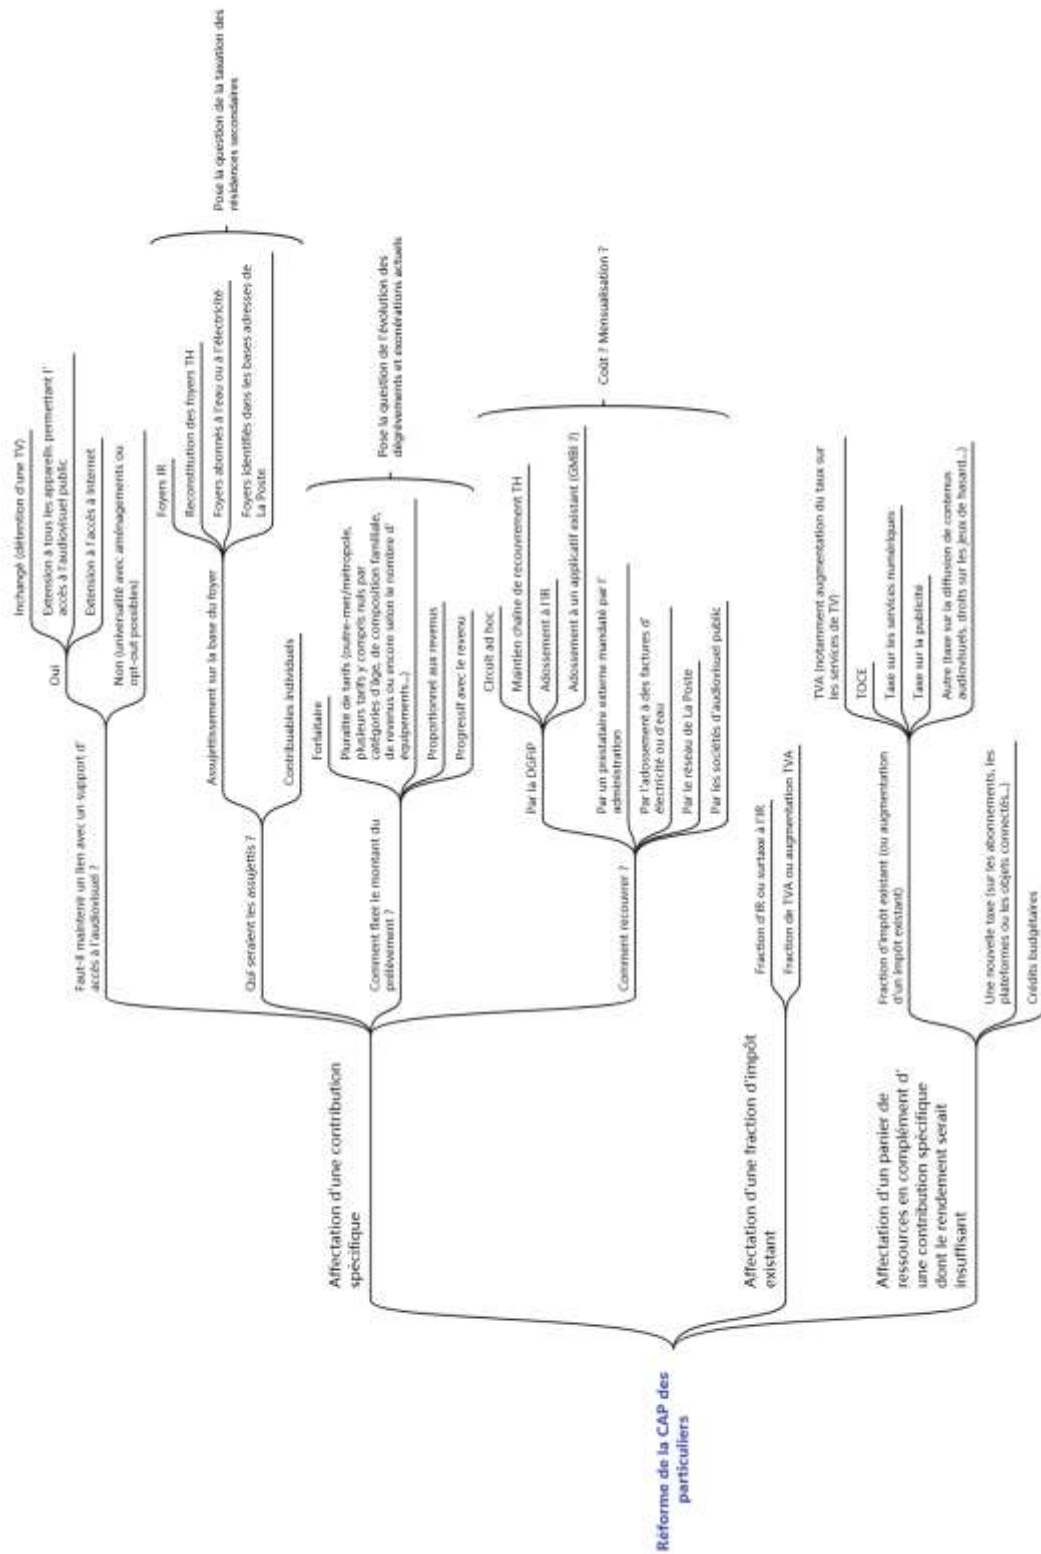 Réforme de la CAP des
particuliers
Affectation d'une contribution
spécifique
Faut-il maintenir un lien avec un support d'
accès à l'audiovisuel ?
Oui
Inchangé (détention d'une TV)
Extension à tous les appareils permettant l'
accès à l'audiovisuel public
Extension à l'accès à Internet
Non (universalité avec aménagements ou
opt-out possibles)
Qui seraient les assujettis ?
Assujettissement sur la base du foyer
Foyers IR
Reconstitution des foyers TH
Foyers abonnés à l'eau ou à l'électricité
Foyers identifiés dans les bases adresses de
La Poste
Contribuables individuels
Pose la question de la taxation des
résidences secondaires
Comment fixer le montant du
prélèvement ?
Forfaitaire
Pluralité de tarifs (outre-mer/métropole,
plusieurs tarifs y compris nuls par
catégories d'âge, de composition familiale,
de revenus ou encore selon le nombre d'
équipements...)
Proportionnel aux revenus
Progressif avec le revenu
Pose la question de l'évolution des
dégrèvements et exonérations actuels
Comment recouvrer ?
Par la DGFiP
Circuit ad hoc
Maintien chaîne de recouvrement TH
Adossement à l'IR
Adossement à un applicatif existant (GMBI ?)
Par un prestataire externe mandaté par l'
administration
Par l'adossement à des factures d'
électricité ou d'eau
Par le réseau de La Poste
Par les sociétés d'audiovisuel public
Coût ? Mensualisation ?
Affectation d'une fraction d'impôt
existant
Fraction d'IR ou surtaxe à l'IR
Fraction de TVA ou augmentation TVA
Affectation d'un panier de
ressources en complément d'
une contribution spécifique
dont le rendement serait
insuffisant
Fraction d'impôt existant (ou augmentation
d'un impôt existant)
TVA (notamment augmentation du taux sur
les services de TV)
TOCE
Taxe sur les services numériques
Taxe sur la publicité
Autre (taxe sur la diffusion de contenus
audiovisuels, droits sur les jeux de hasard...)
Une nouvelle taxe (sur les abonnements, les
plateformes ou les objets connectés...)
Crédits budgétaires